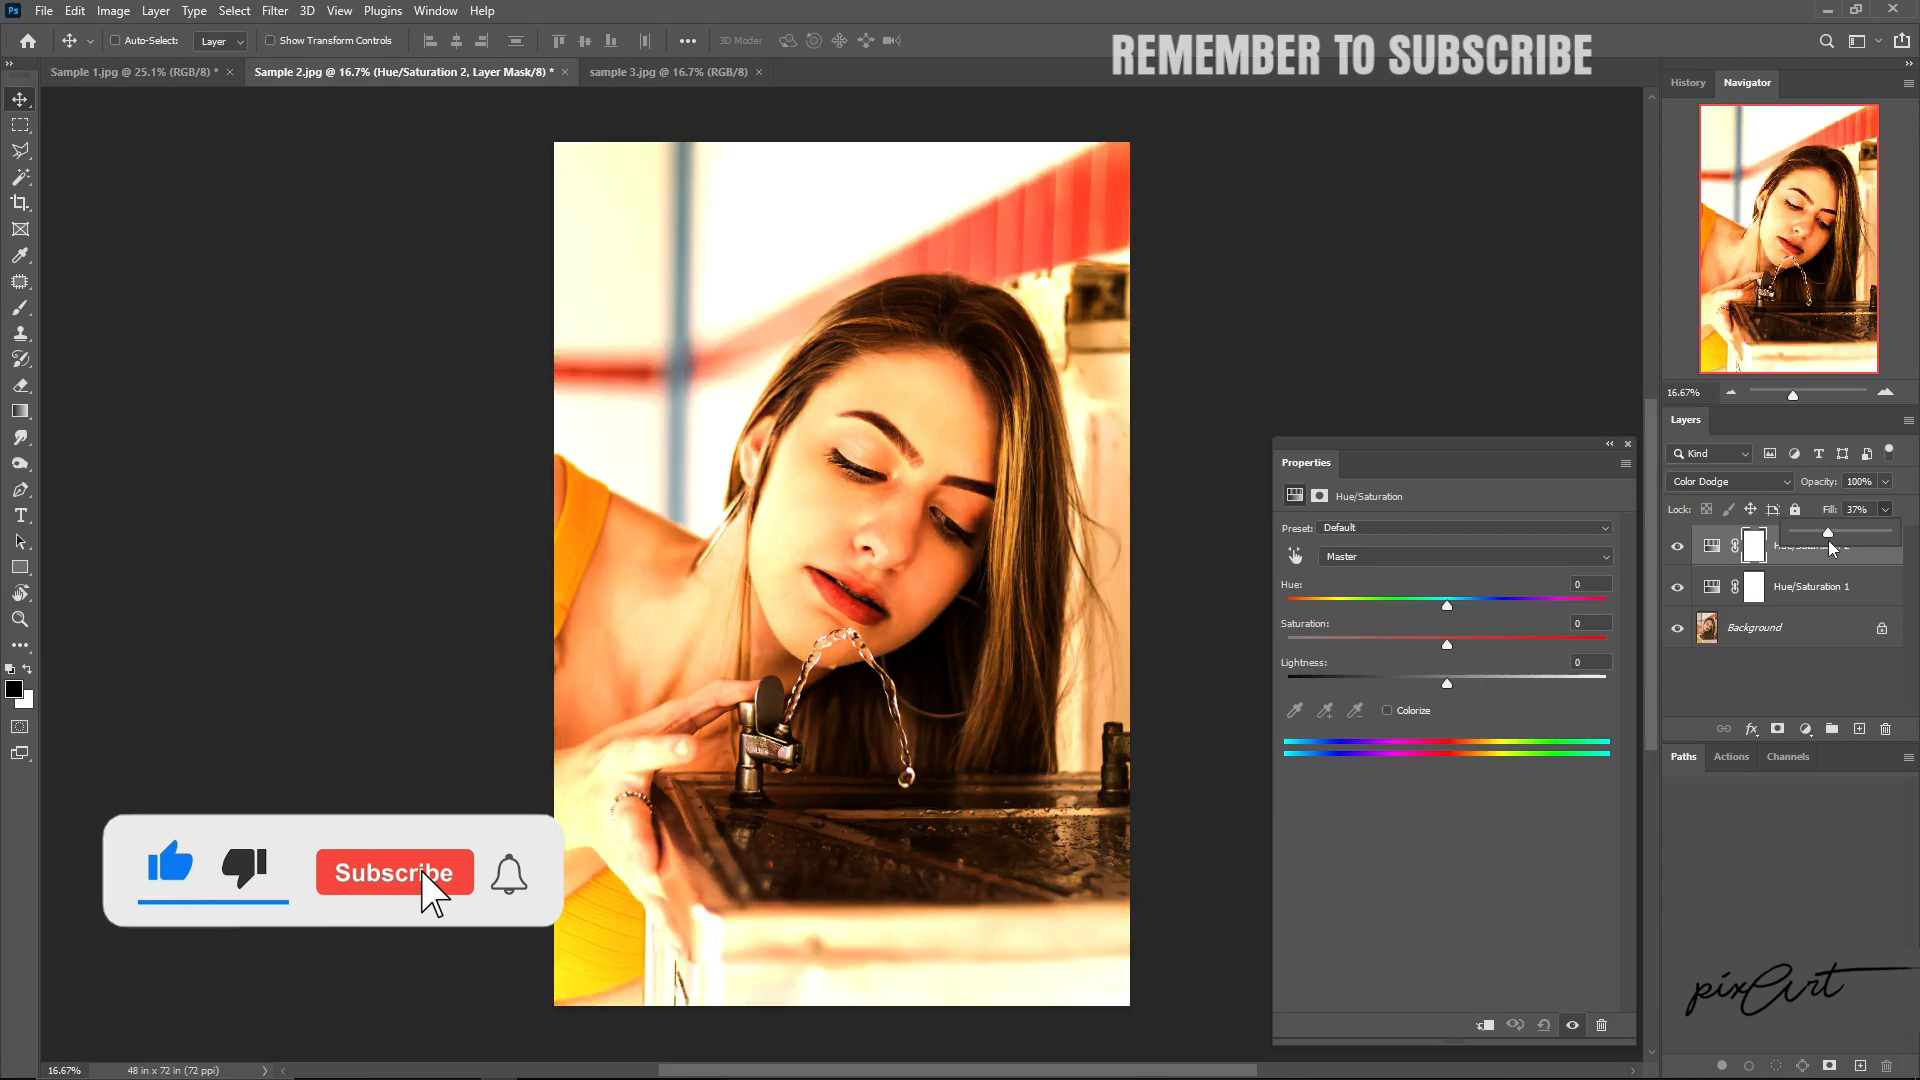 Ps File Edit Image Layer Type Select Filter 3D View Plugins Window Help
Auto-Select: Layer Show Transform Controls 3D Mode:
REMEMBER TO SUBSCRIBE
Sample 1.jpg @ 25.1% (RGB/8) * Sample 2.jpg @ 16.7% (Hue/Saturation 2, Layer Mask/8) * sample 3.jpg @ 16.7% (RGB/8)
History Navigator
16.67%
Layers
Kind
Color Dodge Opacity: 100%
Lock: Fill: 37%
Hue/Saturation 1
Background
Paths Actions Channels
Properties
Hue/Saturation
Preset: Default
Master
Hue: 0
Saturation: 0
Lightness: 0
Colorize
Subscribe
pixArt
16.67% 48 in x 72 in (72 ppi)